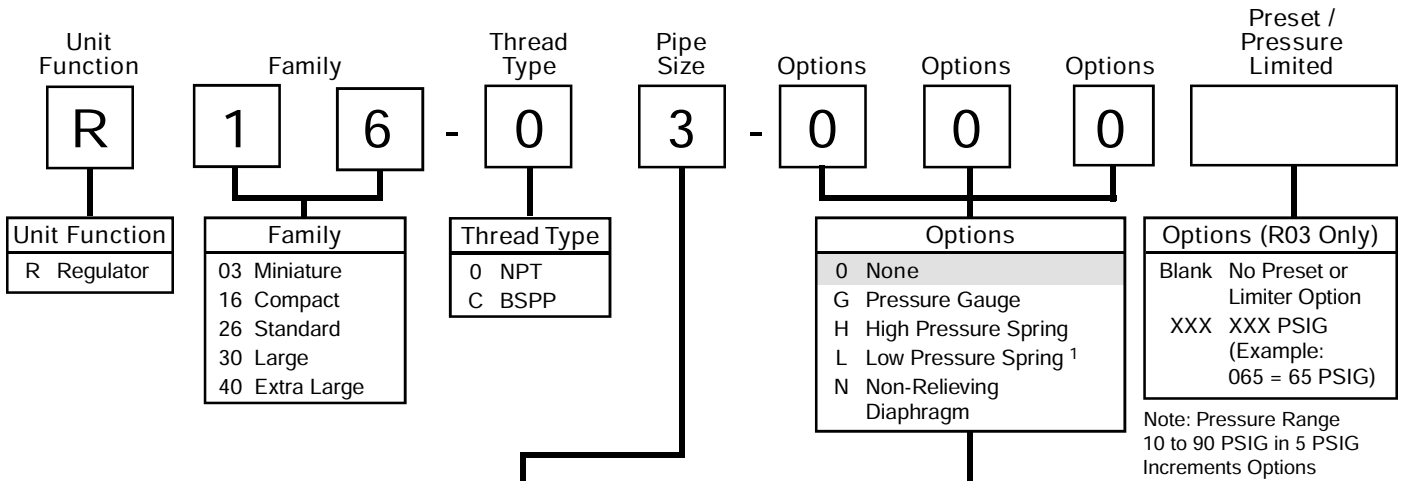 Unit
Function
Family
Thread
Type
Pipe
Size
Options
Options
Options
Preset /
Pressure
Limited
R
1
6
-
0
3
-
0
0
0
Unit Function
R Regulator
Family
03 Miniature
16 Compact
26 Standard
30 Large
40 Extra Large
Thread Type
0 NPT
C BSPP
Options
0 None
G Pressure Gauge
H High Pressure Spring
L Low Pressure Spring 1
N Non-Relieving
Diaphragm
Options (R03 Only)
Blank No Preset or
Limiter Option
XXX XXX PSIG
(Example:
065 = 65 PSIG)
Note: Pressure Range
10 to 90 PSIG in 5 PSIG
Increments Options